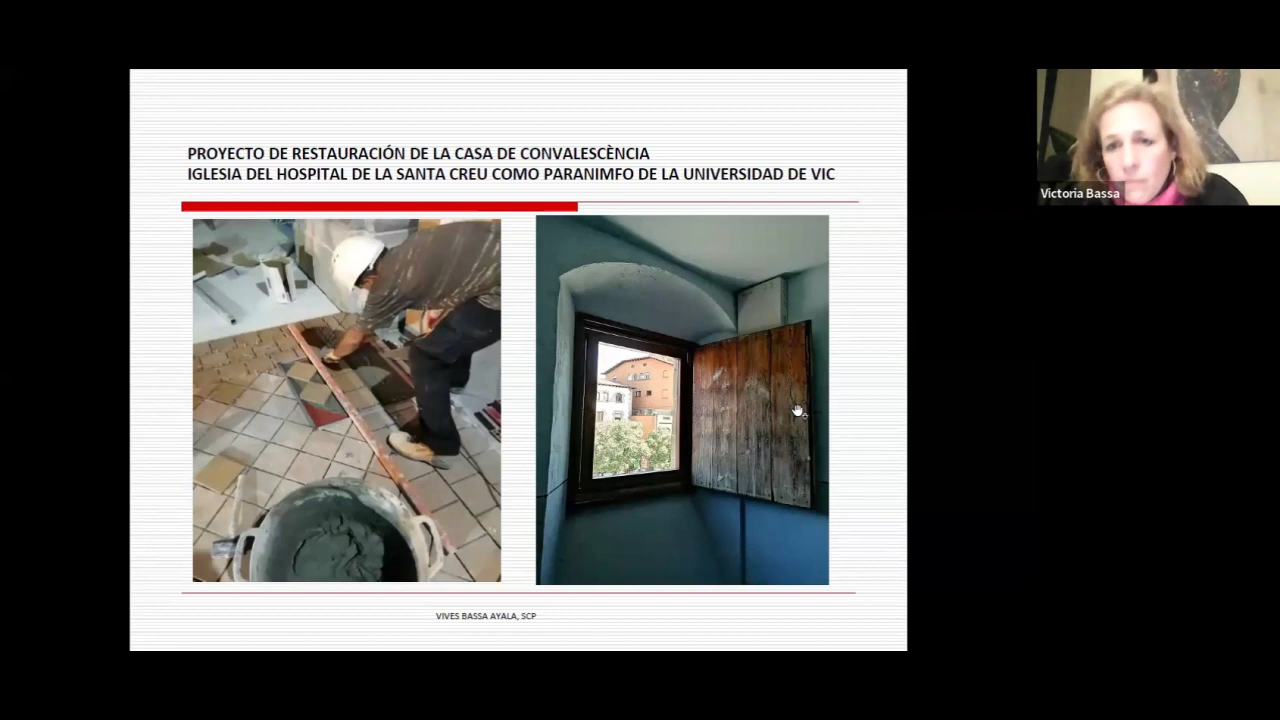 PROYECTO DE RESTAURACIÓN DE LA CASA DE CONVALESCÈNCIA
IGLESIA DEL HOSPITAL DE LA SANTA CREU COMO PARANIMFO DE LA UNIVERSIDAD DE VIC
Victoria Bassa
VIVES BASSA AYALA, SCP